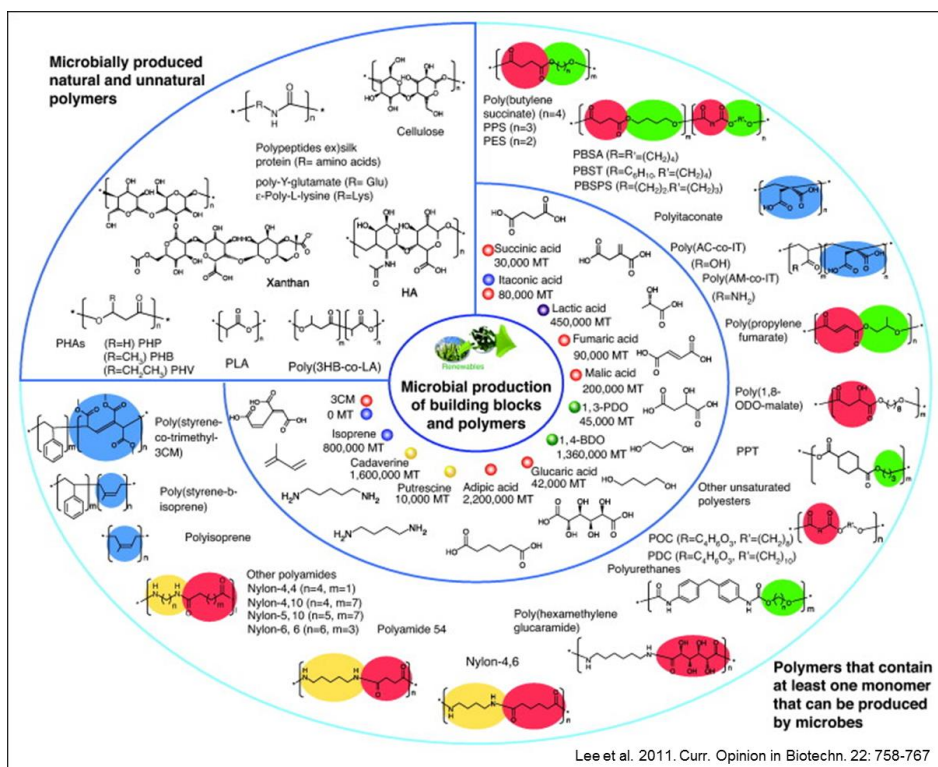 Microbially produced
natural and unnatural
polymers
Cellulose
Polypeptides ex)silk
protein (R= amino acids)
poly-Y-glutamate (R= Glu)
ε-Poly-L-lysine (R=Lys)
Xanthan
HA
PHAs
(R=H) PHP
(R=CH3) PHB
(R=CH2CH3) PHV
PLA
Poly(3HB-co-LA)
Poly(butylene
succinate) (n=4)
PPS (n=3)
PES (n=2)
PBSA (R=R'=(CH2)4)
PBST (R=C6H10, R'=(CH2)4)
PBSPS (R=(CH2)2,R'=(CH2)3)
Polyitaconate
Poly(AC-co-IT)
(R=OH)
Poly(AM-co-IT)
(R=NH2)
Poly(propylene
fumarate)
Poly(1,8-
ODO-malate)
PPT
Other unsaturated
polyesters
POC (R=C4H6O3, R'=(CH2)8)
PDC (R=C4H6O3, R'=(CH2)10)
Polyurethanes
Poly(hexamethylene
glucaramide)
Nylon-4,6
Polyamide 54
Other polyamides
Nylon-4,4 (n=4, m=1)
Nylon-4,10 (n=4, m=7)
Nylon-5,10 (n=5, m=7)
Nylon-6, 6 (n=6, m=3)
Polyisoprene
Poly(styrene-b-
isoprene)
Poly(styrene-
co-trimethyl-
3CM)
Succinic acid
30,000 MT
Itaconic acid
80,000 MT
Lactic acid
450,000 MT
Fumaric acid
90,000 MT
Malic acid
200,000 MT
1,3-PDO
45,000 MT
1,4-BDO
1,360,000 MT
Glucaric acid
42,000 MT
Adipic acid
2,200,000 MT
Putrescine
10,000 MT
Cadaverine
1,600,000 MT
Isoprene
800,000 MT
3CM
0 MT
Renewables
Microbial production
of building blocks
and polymers
Polymers that contain
at least one monomer
that can be produced
by microbes
Lee et al. 2011. Curr. Opinion in Biotechn. 22: 758-767